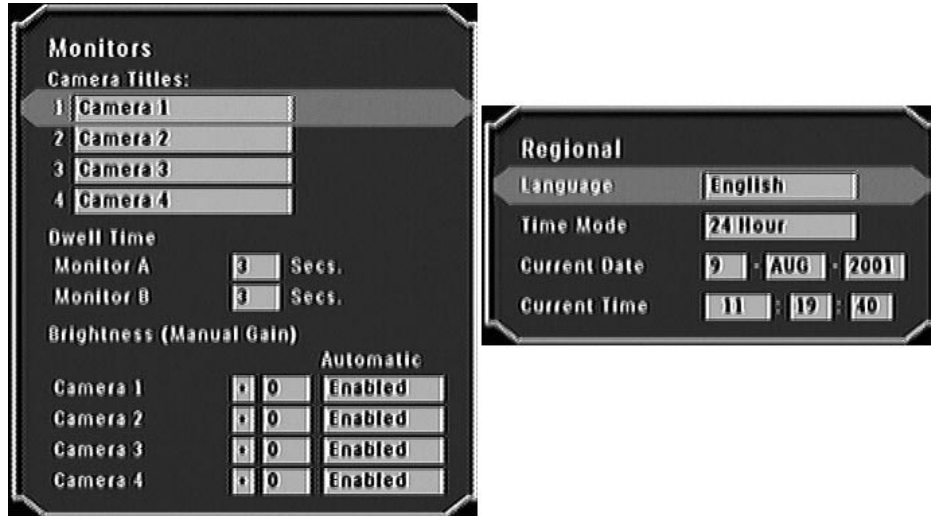 Monitors
Camera Titles:
1 Camera 1
2 Camera 2
3 Camera 3
4 Camera 4
Dwell Time
Monitor A 3 Secs.
Monitor B 3 Secs.
Brightness (Manual Gain)
Automatic
Camera 1 + 0 Enabled
Camera 2 + 0 Enabled
Camera 3 + 0 Enabled
Camera 4 + 0 Enabled
Regional
Language English
Time Mode 24 Hour
Current Date 9 - AUG - 2001
Current Time 11 : 19 : 40